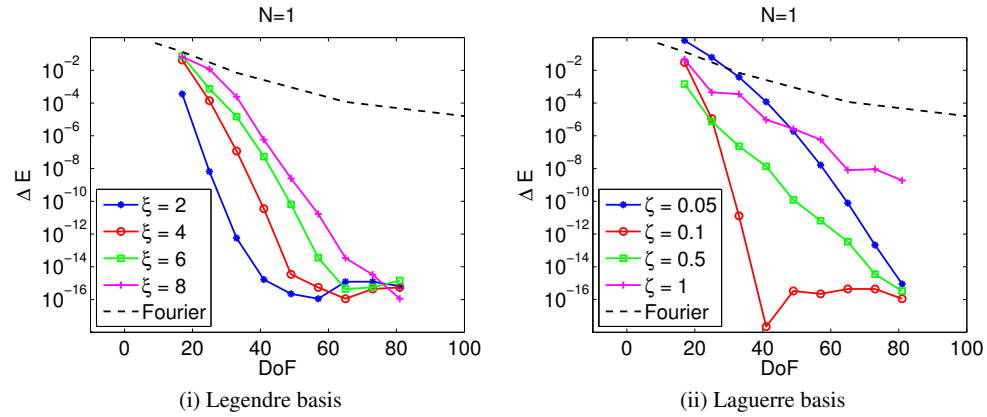 N=1
ΔE
10^-2
10^-4
10^-6
10^-8
10^-10
10^-12
10^-14
10^-16
ξ = 2
ξ = 4
ξ = 6
ξ = 8
Fourier
0 20 40 60 80 100
DoF
(i) Legendre basis
N=1
ΔE
10^-2
10^-4
10^-6
10^-8
10^-10
10^-12
10^-14
10^-16
ζ = 0.05
ζ = 0.1
ζ = 0.5
ζ = 1
Fourier
0 20 40 60 80 100
DoF
(ii) Laguerre basis